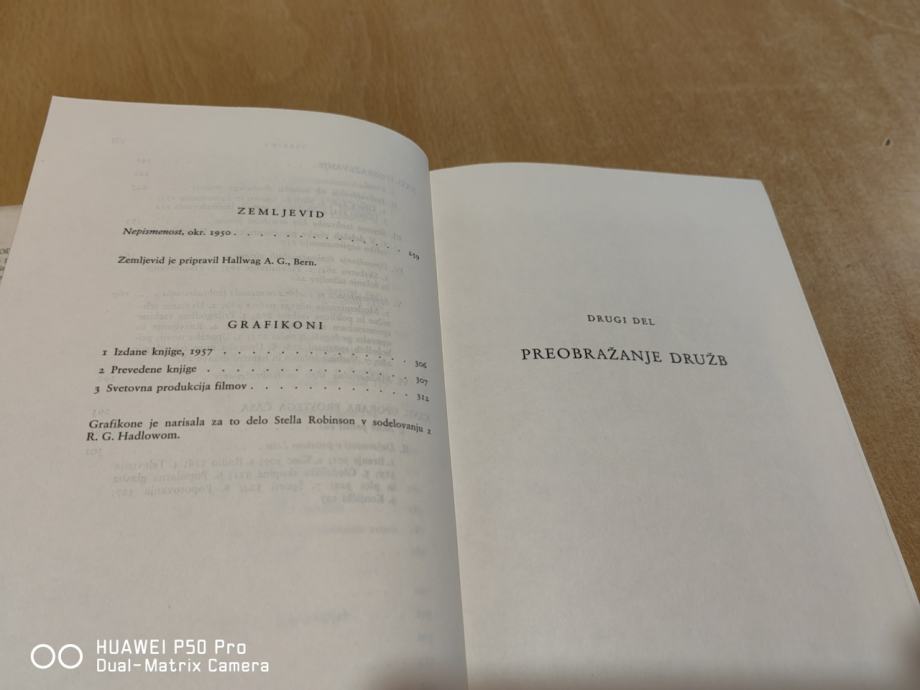 ZEMLJEVID
Nepismenost, okr. 1950 . . . . . . . . . . . . 259
Zemljevid je pripravil Hallwag A. G., Bern.
GRAFIKONI
1 Izdane knjige, 1957 . . . . . . . . . . . . . 306
2 Prevedene knjige . . . . . . . . . . . . . . 307
3 Svetovna produkcija filmov . . . . . . . . . . . 312
Grafikone je narisala za to delo Stella Robinson v sodelovanju z
R. G. Hadlowom.
DRUGI DEL
PREOBRAŽANJE DRUŽB
HUAWEI P50 Pro
Dual-Matrix Camera